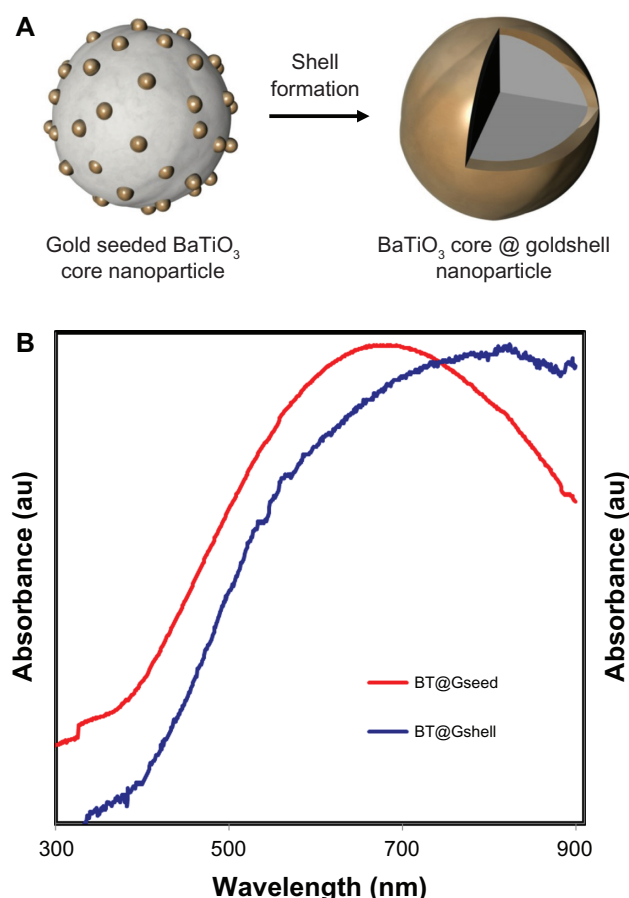 A
Shell
formation
Gold seeded BaTiO₃
core nanoparticle
BaTiO₃ core @ goldshell
nanoparticle
B
Absorbance (au)
Absorbance (au)
BT@Gseed
BT@Gshell
300
500
700
900
Wavelength (nm)